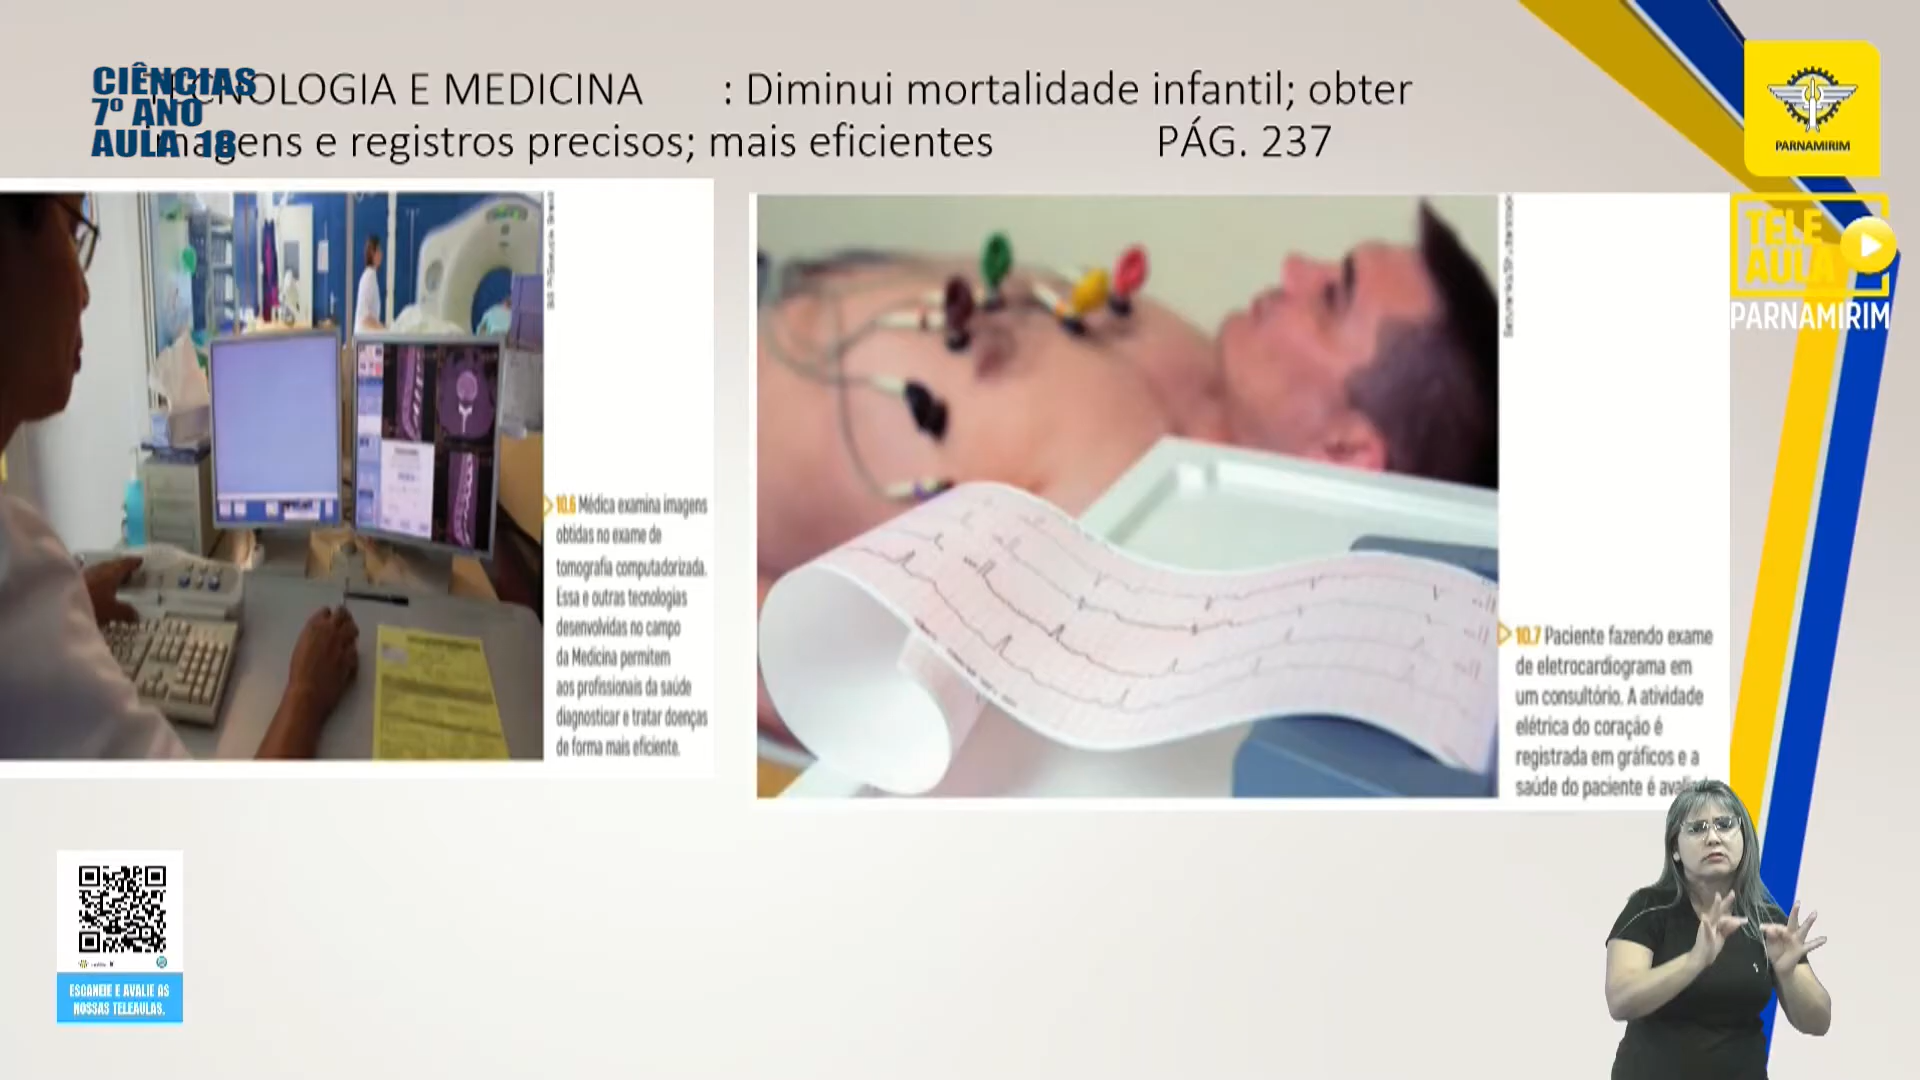 CIÊNCIAS
7º ANO
AULA 18
TECNOLOGIA E MEDICINA : Diminui mortalidade infantil; obter
imagens e registros precisos; mais eficientes PÁG. 237
PARNAMIRIM
TELE
AULA
PARNAMIRIM
10.6 Médica examina imagens
obtidas no exame de
tomografia computadorizada.
Essa e outras tecnologias
desenvolvidas no campo
da Medicina permitem
aos profissionais da saúde
diagnosticar e tratar doenças
de forma mais eficiente.
10.7 Paciente fazendo exame
de eletrocardiograma em
um consultório. A atividade
elétrica do coração é
registrada em gráficos e a
saúde do paciente é
ESCANEIE E AVALIE AS
NOSSAS TELEAULAS.